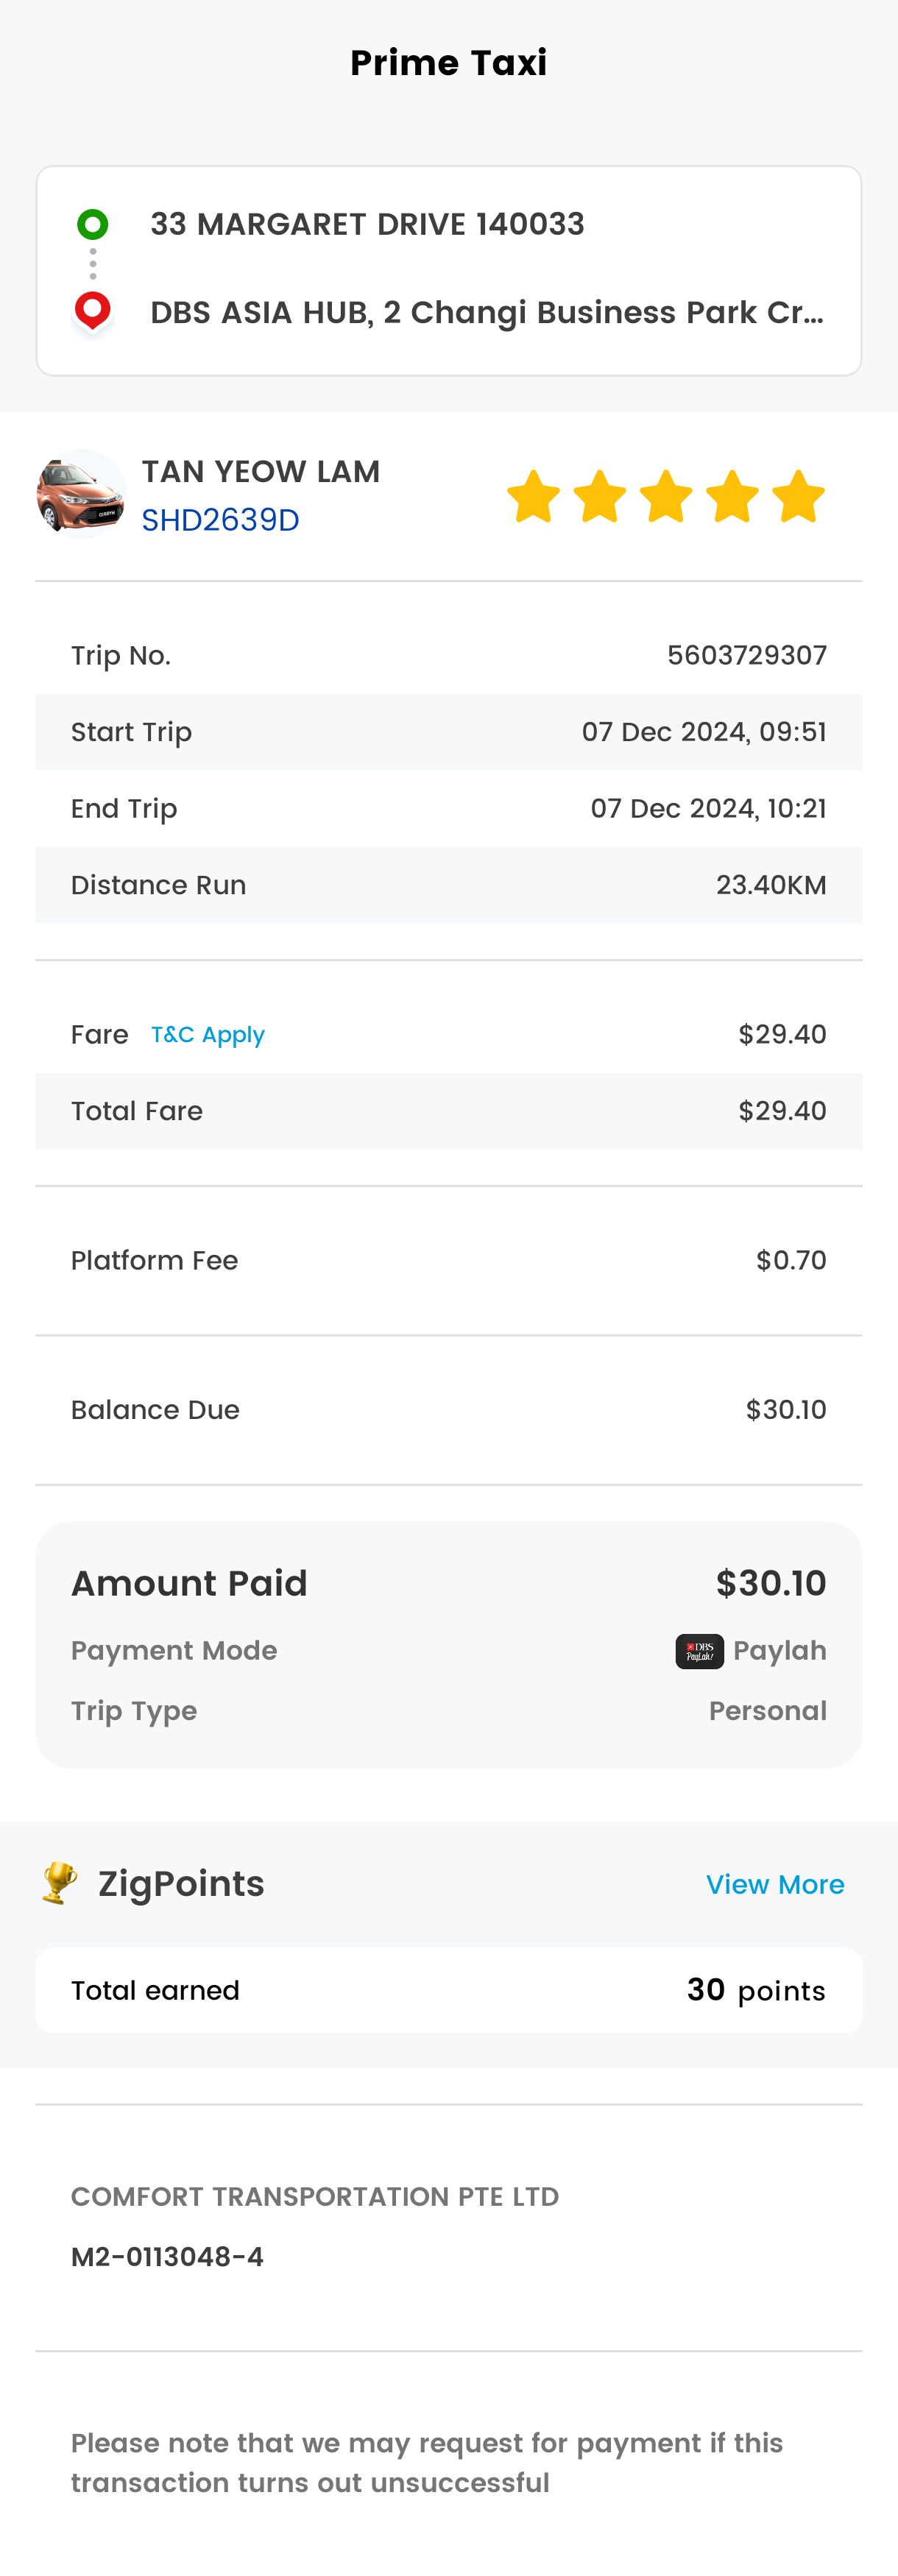 Prime Taxi
33 MARGARET DRIVE 140033
DBS ASIA HUB, 2 Changi Business Park Cr...
TAN YEOW LAM
SHD2639D
Trip No. 5603729307
Start Trip 07 Dec 2024, 09:51
End Trip 07 Dec 2024, 10:21
Distance Run 23.40KM
Fare T&C Apply $29.40
Total Fare $29.40
Platform Fee $0.70
Balance Due $30.10
Amount Paid $30.10
Payment Mode DBS PayLah! Paylah
Trip Type Personal
ZigPoints View More
Total earned 30 points
COMFORT TRANSPORTATION PTE LTD
M2-0113048-4
Please note that we may request for payment if this
transaction turns out unsuccessful